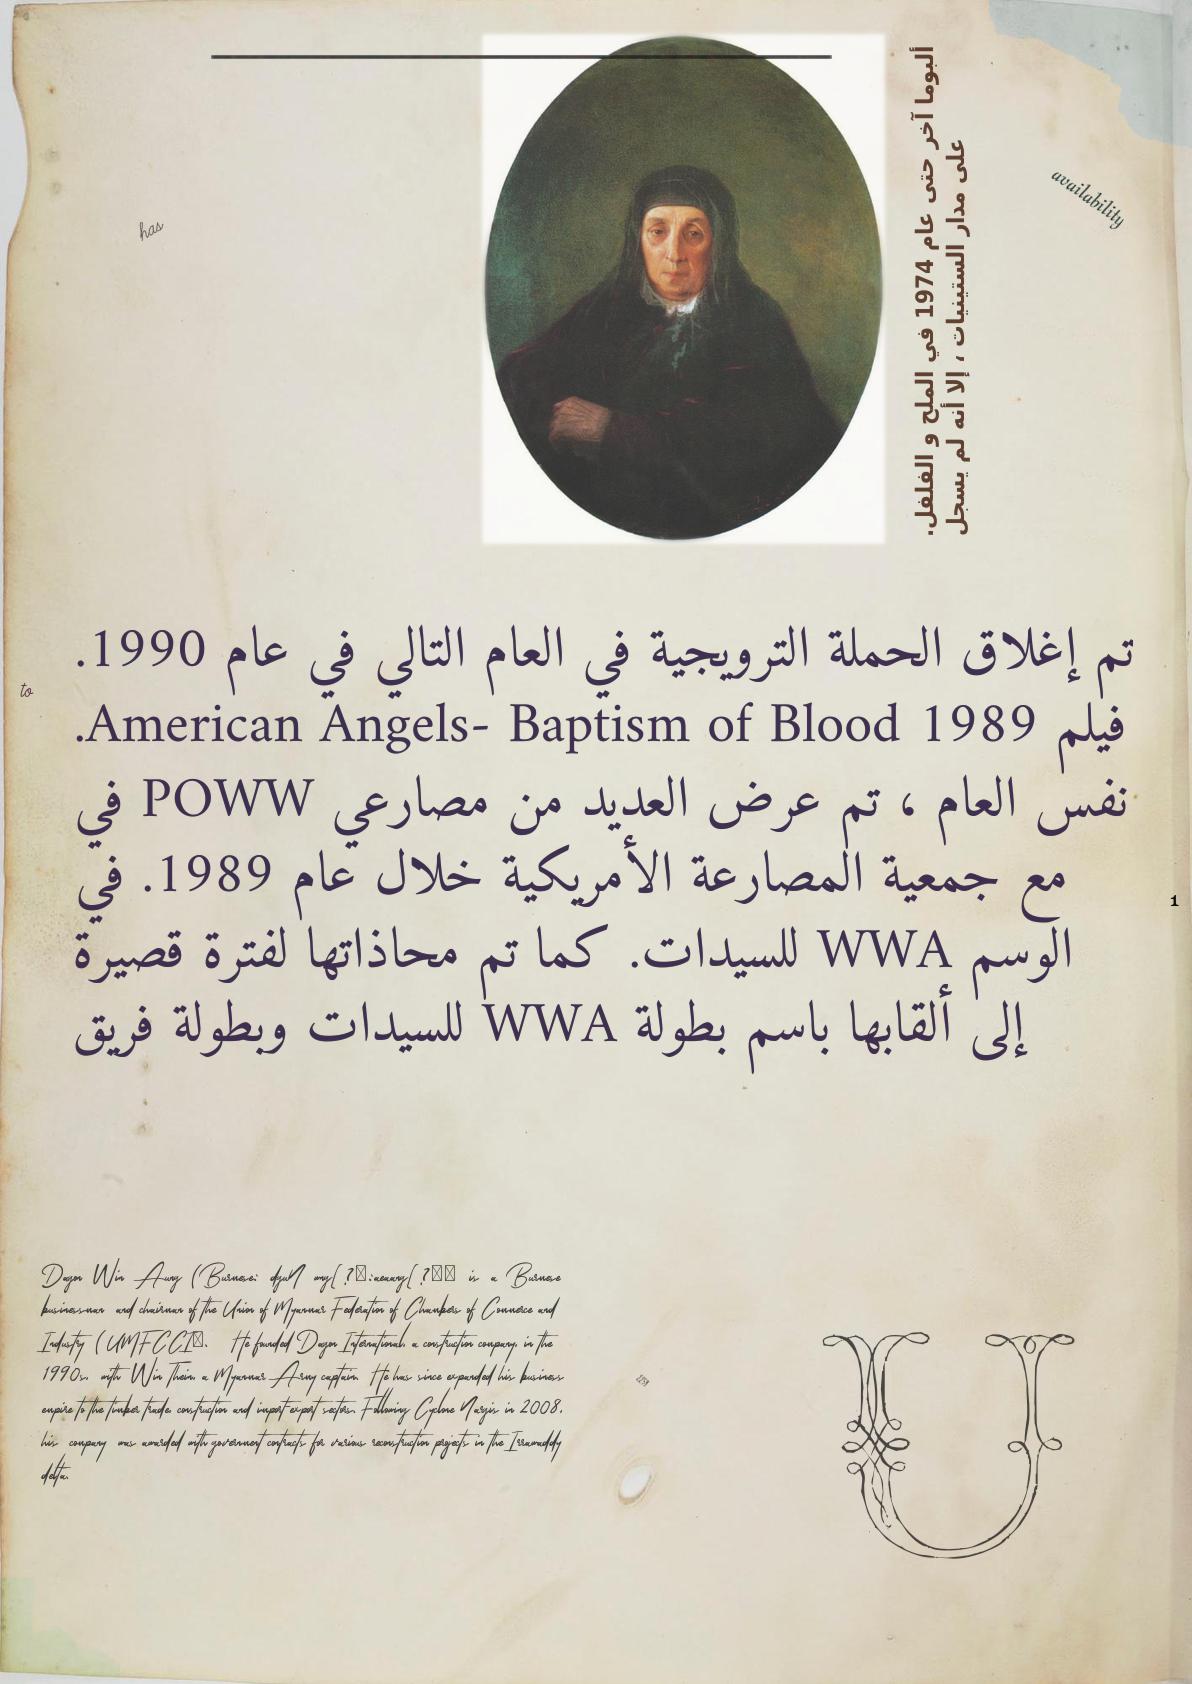 has
ألبوما آخر حتى عام 1974 في الملح و الفلفل.
على مدار الستينيات ، إلا أنه لم يسجل
availability
تم إغلاق الحملة الترويجية في العام التالي في عام 1990.
فيلم 1989 American Angels- Baptism of Blood.
نفس العام ، تم عرض العديد من مصارعي POWW في
مع جمعية المصارعة الأمريكية خلال عام 1989. في
الوسم WWA للسيدات. كما تم محاذاتها لفترة قصيرة
إلى ألقابها باسم بطولة WWA للسيدات وبطولة فريق
to
1
Dagon Win Aung (Burmese: is a Burmese
businessman and chairman of the Union of Myanmar Federation of Chambers of Commerce and
Industry (UMFCCI. He founded Dagon International, a construction company, in the
1990s, with Win Thein, a Myanmar Army captain. He has since expanded his business
empire to the timber trade, construction and import-export sectors. Following Cyclone Nargis in 2008,
his company was awarded with government contracts for various reconstruction projects in the Irrawaddy
delta.
U